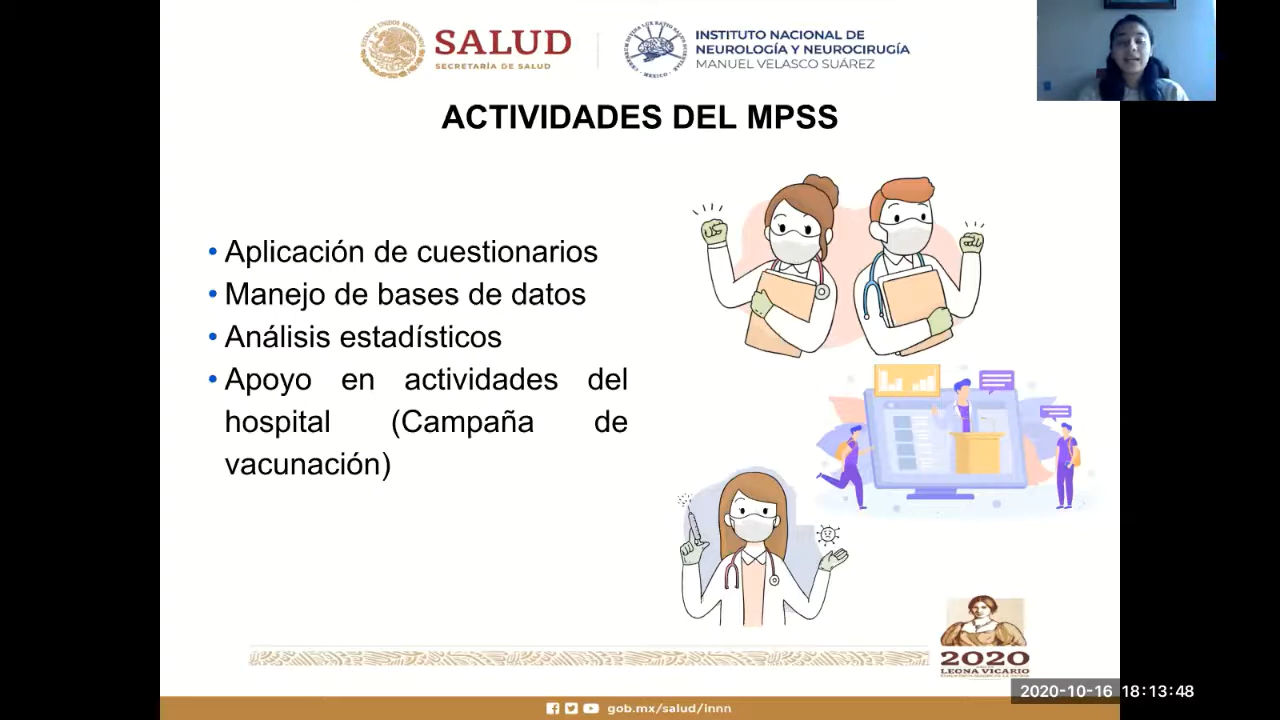 SALUD
SECRETARÍA DE SALUD
INSTITUTO NACIONAL DE
NEUROLOGÍA Y NEUROCIRUGÍA
MANUEL VELASCO SUÁREZ
ACTIVIDADES DEL MPSS
• Aplicación de cuestionarios
• Manejo de bases de datos
• Análisis estadísticos
• Apoyo en actividades del
hospital (Campaña de
vacunación)
2020
LEONA VICARIO
2020-10-16 18:13:48
gob.mx/salud/innn